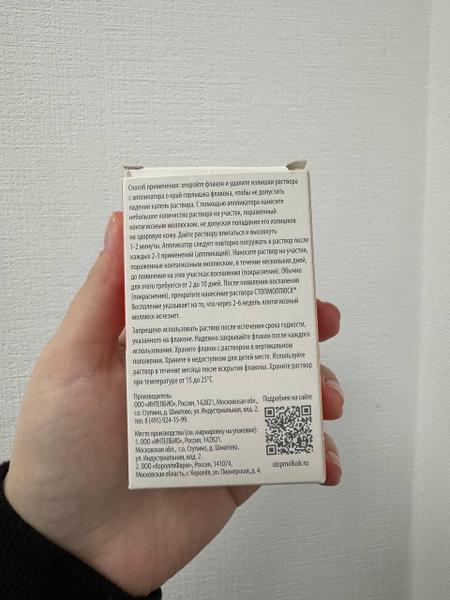 Способ применения: откройте флакон и удалите излишки раствора
с аппликатора о край горлышка флакона, чтобы не допустить
падения капель раствора. С помощью аппликатора нанесите
небольшое количество раствора на участок, пораженный
контагиозным моллюском, не допуская попадания его излишков
на здоровую кожу. Дайте раствору впитаться и высохнуть
1-2 минуты. Аппликатор следует повторно погружать в раствор после
каждых 2-3 применений (аппликаций). Наносите раствор на участки,
пораженные контагиозным моллюском, в течение нескольких дней,
до появления на этих участках воспаления (покраснения). Обычно
для этого требуется от 2 до 10 дней. После появления воспаления
(покраснения), прекратите нанесение раствора СТОПМОЛЛЮСК®.
Воспаление указывает на то, что через 2-6 недель контагиозный
моллюск исчезнет.
Запрещено использовать раствор после истечения срока годности,
указанного на флаконе. Надежно закрывайте флакон после каждого
использования. Храните флакон с раствором в вертикальном
положении. Храните в недоступном для детей месте. Используйте
раствор в течение месяца после вскрытия флакона. Храните раствор
при температуре от 15 до 25°С.
Производитель:
ООО «ИНТЕЛБИО», Россия, 142821, Московская обл.,
г.о. Ступино, д. Шматово, ул. Индустриальная, влд. 2,
тел. 8 (495) 924-15-99.
Место производства (см. маркировку на упаковке):
1. ООО «ИНТЕЛБИО», Россия, 142821,
Московская обл., г.о. Ступино, д. Шматово,
ул. Индустриальная, влд. 2.
2. ООО «КоролёвФарм», Россия, 141074,
Московская область, г. Королёв, ул. Пионерская, д. 4.
Подробнее на сайте
stopmollusk.ru